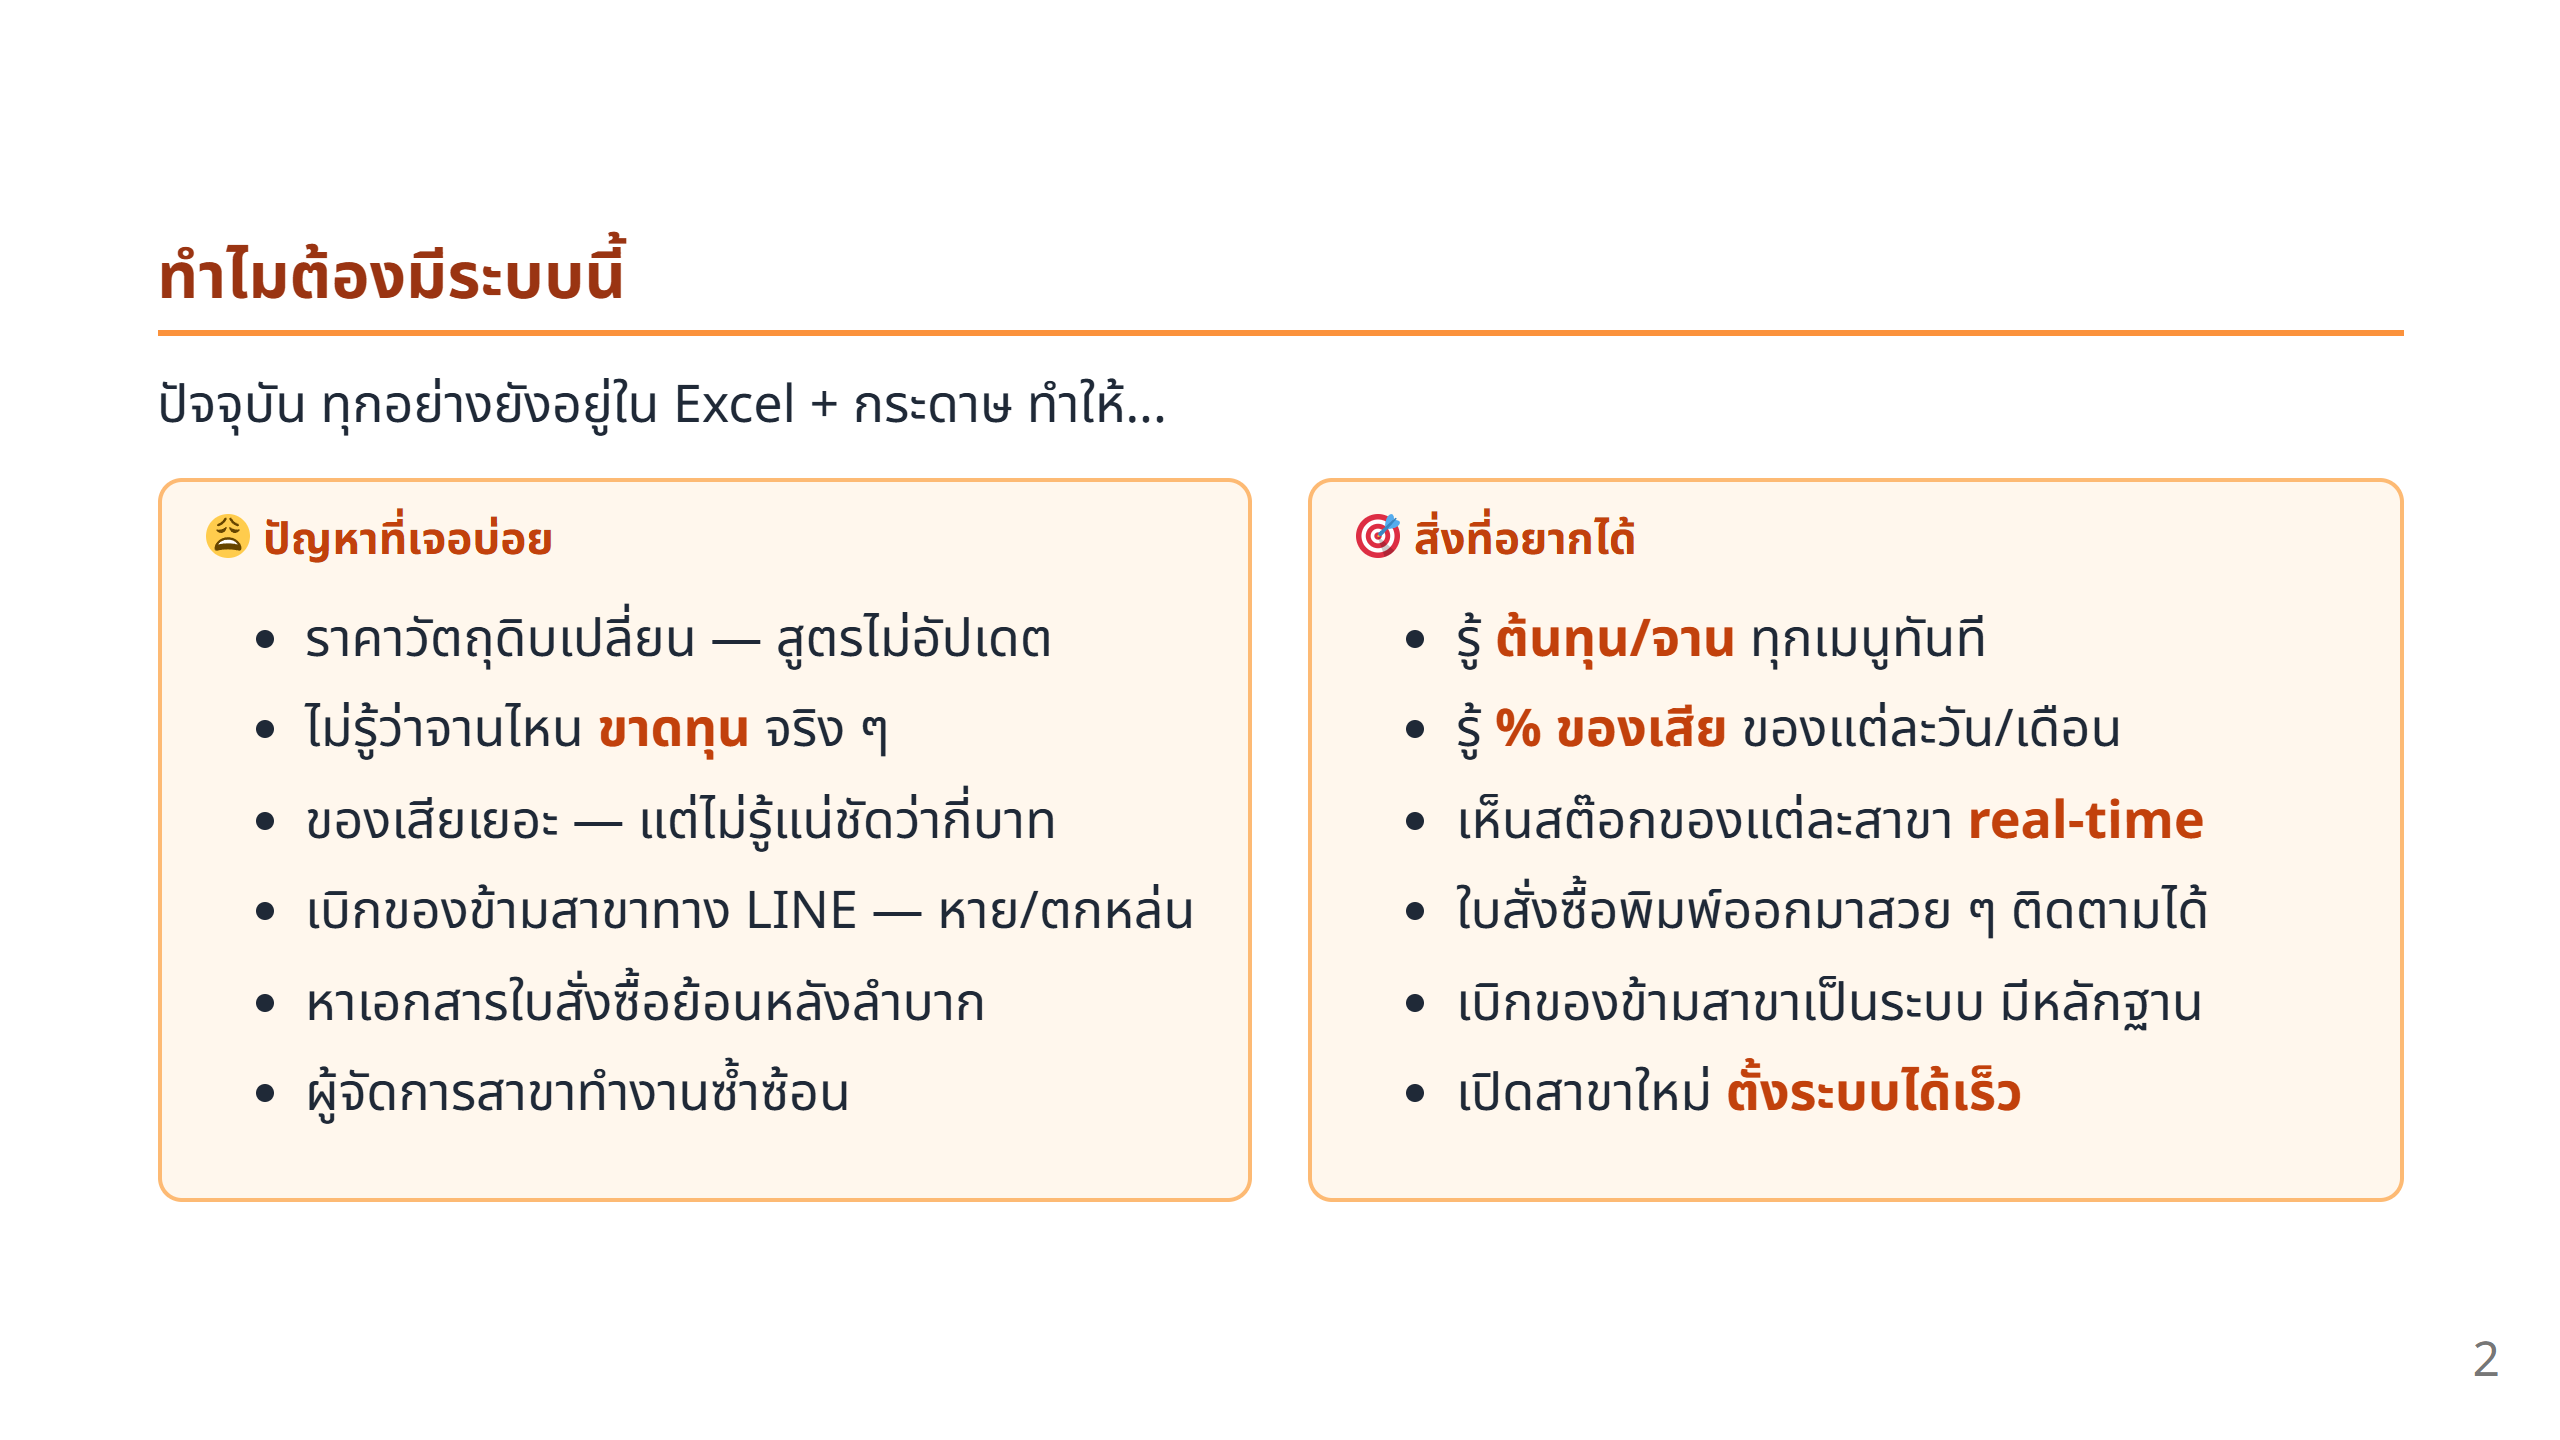 ทำไมต้องมีระบบนี้
ปัจจุบัน ทุกอย่างยังอยู่ใน Excel + กระดาษ ทำให้...
😩 ปัญหาที่เจอบ่อย
• ราคาวัตถุดิบเปลี่ยน — สูตรไม่อัปเดต
• ไม่รู้ว่าจานไหน ขาดทุน จริง ๆ
• ของเสียเยอะ — แต่ไม่รู้แน่ชัดว่ากี่บาท
• เบิกของข้ามสาขาทาง LINE — หาย/ตกหล่น
• หาเอกสารใบสั่งซื้อย้อนหลังลำบาก
• ผู้จัดการสาขาทำงานซ้ำซ้อน
🎯 สิ่งที่อยากได้
• รู้ ต้นทุน/จาน ทุกเมนูทันที
• รู้ % ของเสีย ของแต่ละวัน/เดือน
• เห็นสต๊อกของแต่ละสาขา real-time
• ใบสั่งซื้อพิมพ์ออกมาสวย ๆ ติดตามได้
• เบิกของข้ามสาขาเป็นระบบ มีหลักฐาน
• เปิดสาขาใหม่ ตั้งระบบได้เร็ว
2